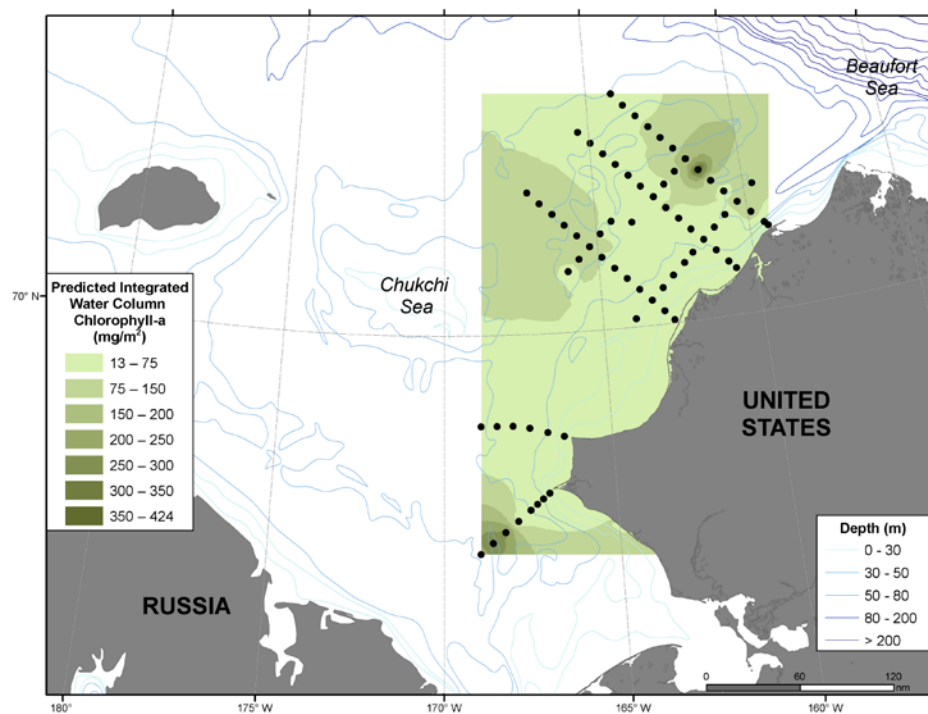 Beaufort
Sea
Chukchi
Sea
70° N
Predicted Integrated
Water Column
Chlorophyll-a
(mg/m²)
13 – 75
75 – 150
150 – 200
200 – 250
250 – 300
300 – 350
350 – 424
UNITED
STATES
RUSSIA
Depth (m)
0 - 30
30 - 50
50 - 80
80 - 200
> 200
0 60 120
nm
180° 175° W 170° W 165° W 160° W